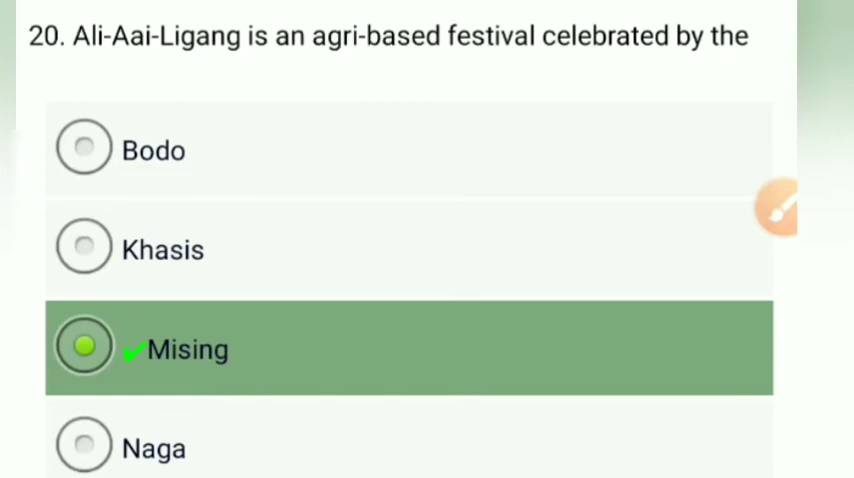 20. Ali-Aai-Ligang is an agri-based festival celebrated by the
Bodo
Khasis
✔Mising
Naga